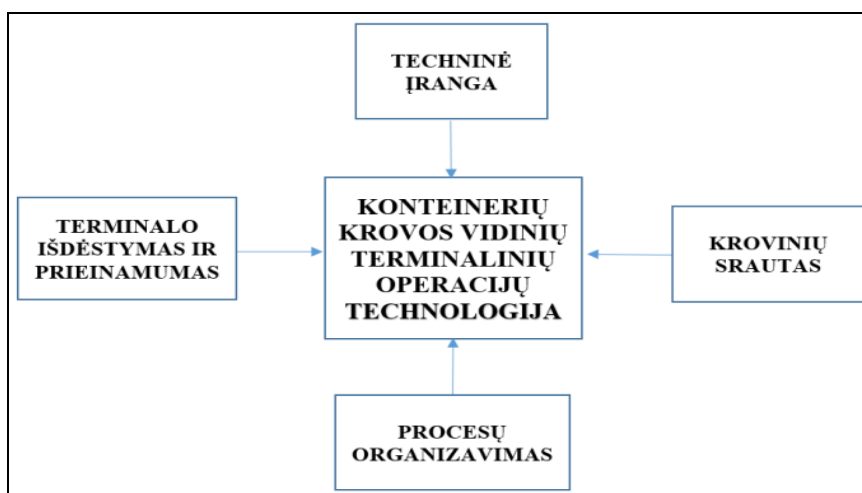 TECHNINĖ
ĮRANGA
TERMINALO
IŠDĖSTYMAS IR
PRIEINAMUMAS
KONTEINERIŲ
KROVOS VIDINIŲ
TERMINALINIŲ
OPERACIJŲ
TECHNOLOGIJA
KROVINIŲ
SRAUTAS
PROCESŲ
ORGANIZAVIMAS